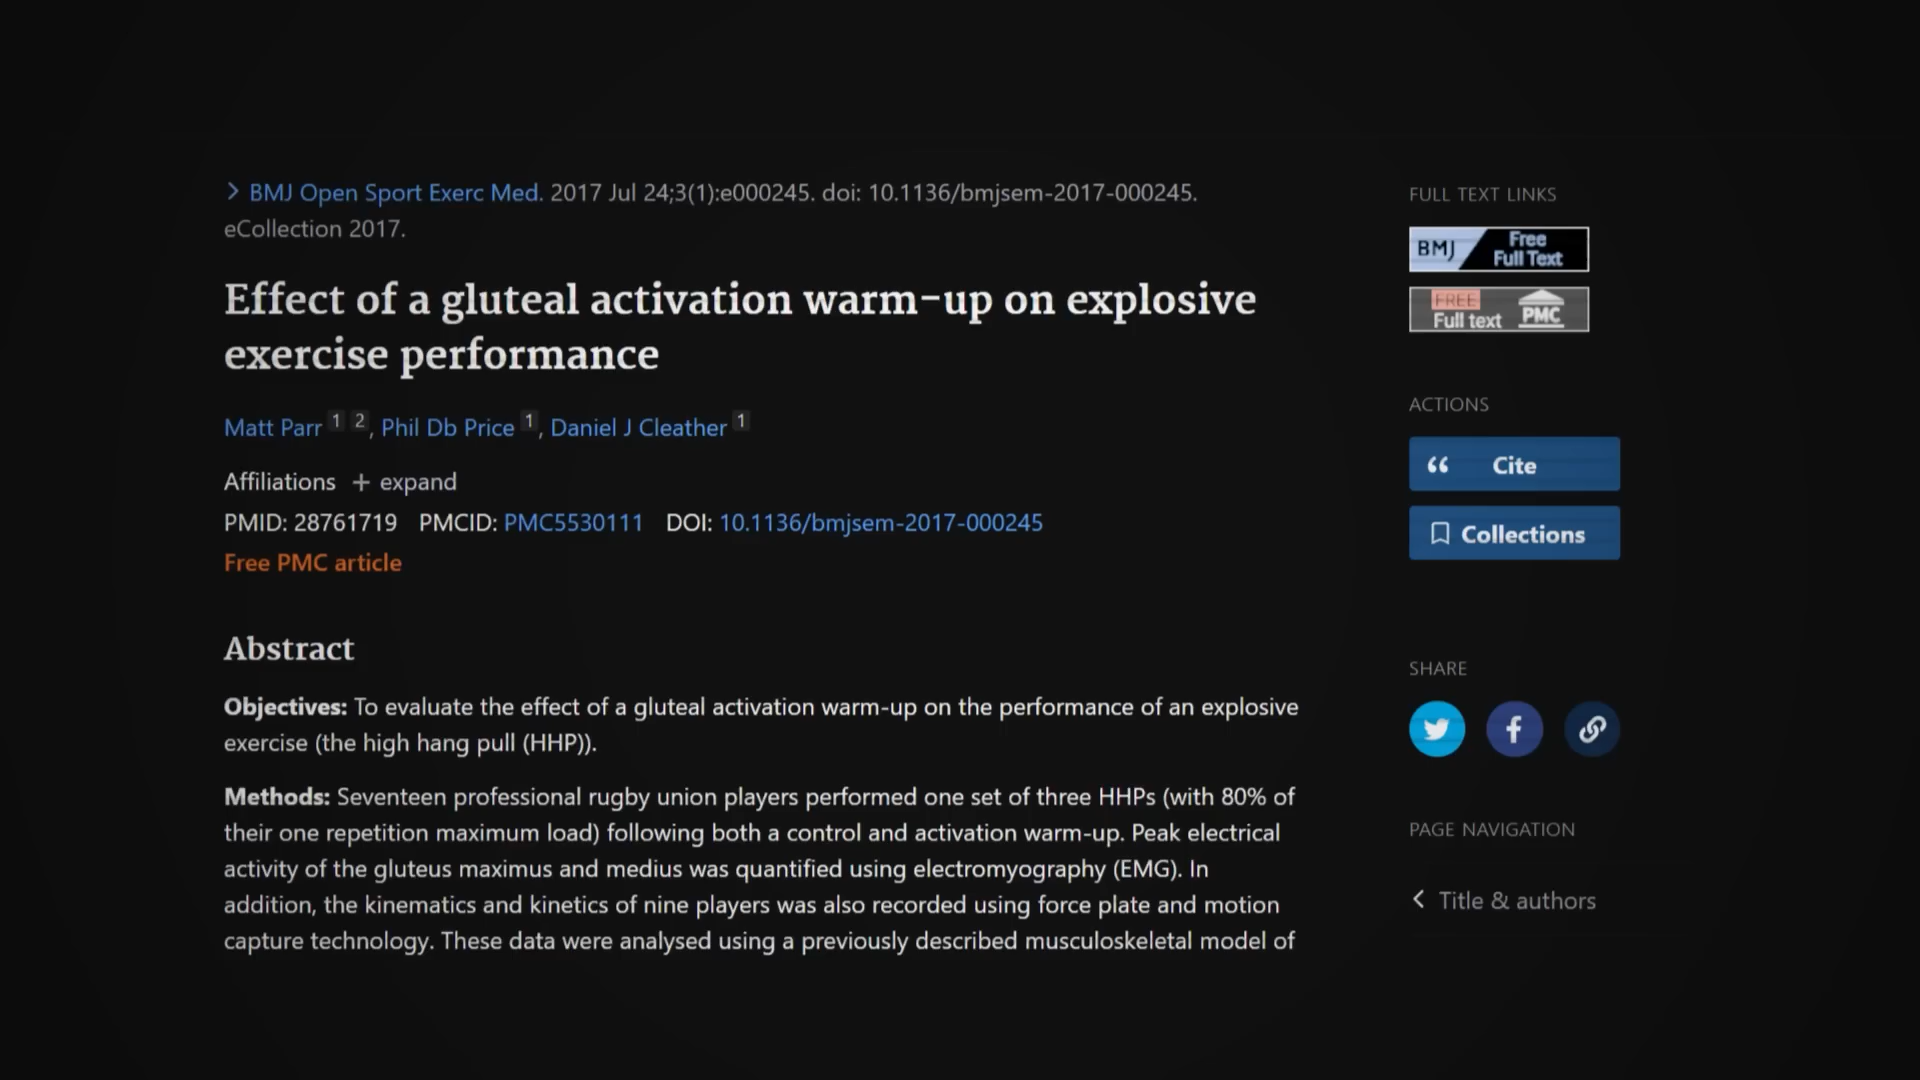 BMJ Open Sport Exerc Med. 2017 Jul 24;3(1):e000245. doi: 10.1136/bmjsem-2017-000245.
eCollection 2017.
Effect of a gluteal activation warm-up on explosive
exercise performance
Matt Parr 1 2, Phil Db Price 1, Daniel J Cleather 1
Affiliations + expand
PMID: 28761719 PMCID: PMC5530111 DOI: 10.1136/bmjsem-2017-000245
Free PMC article
Abstract
Objectives: To evaluate the effect of a gluteal activation warm-up on the performance of an explosive
exercise (the high hang pull (HHP)).
Methods: Seventeen professional rugby union players performed one set of three HHPs (with 80% of
their one repetition maximum load) following both a control and activation warm-up. Peak electrical
activity of the gluteus maximus and medius was quantified using electromyography (EMG). In
addition, the kinematics and kinetics of nine players was also recorded using force plate and motion
capture technology. These data were analysed using a previously described musculoskeletal model of
FULL TEXT LINKS
BMJ Free
Full Text
FREE
Full text PMC
ACTIONS
Cite
Collections
SHARE
PAGE NAVIGATION
Title & authors